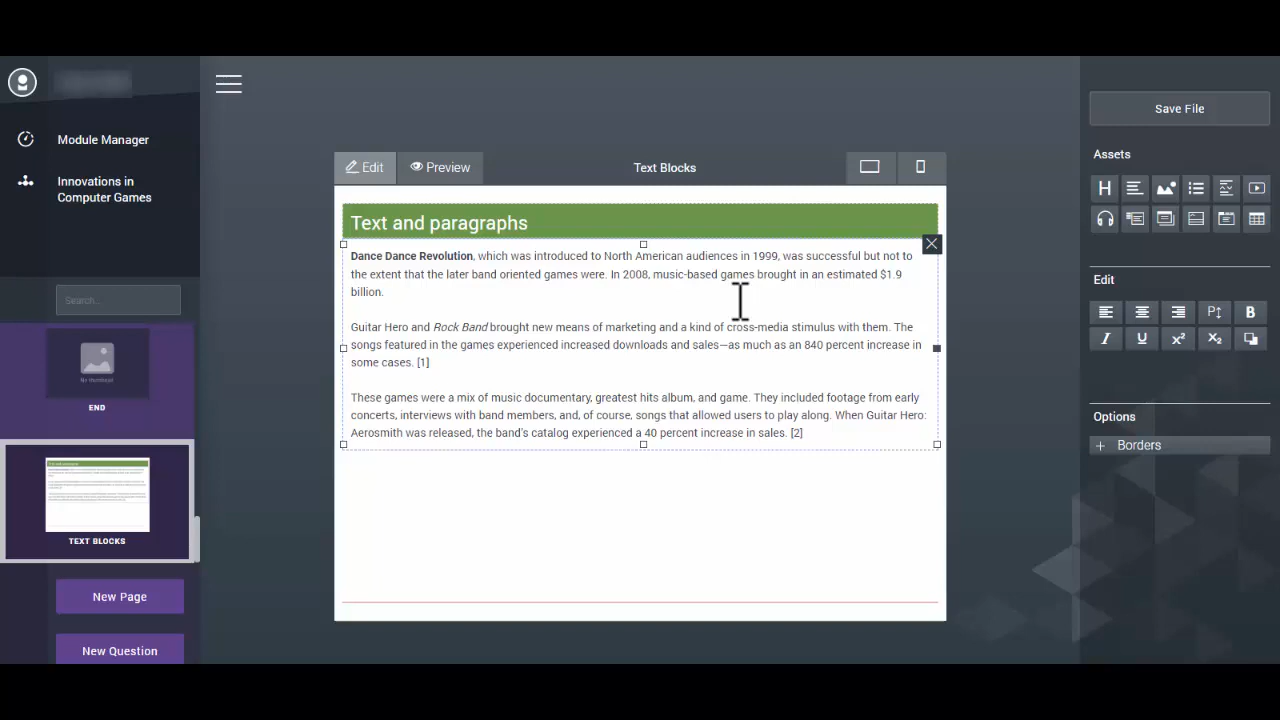 Module Manager
Innovations in
Computer Games
Search...
No thumbnail
END
Text and paragraphs
TEXT BLOCKS
New Page
New Question
Edit
Preview
Text Blocks
Text and paragraphs
Dance Dance Revolution, which was introduced to North American audiences in 1999, was successful but not to
the extent that the later band oriented games were. In 2008, music-based games brought in an estimated $1.9
billion.
Guitar Hero and Rock Band brought new means of marketing and a kind of cross-media stimulus with them. The
songs featured in the games experienced increased downloads and sales—as much as an 840 percent increase in
some cases. [1]
These games were a mix of music documentary, greatest hits album, and game. They included footage from early
concerts, interviews with band members, and, of course, songs that allowed users to play along. When Guitar Hero:
Aerosmith was released, the band's catalog experienced a 40 percent increase in sales. [2]
Save File
Assets
H
Edit
P
B
I
U
x²
x₂
Options
+ Borders